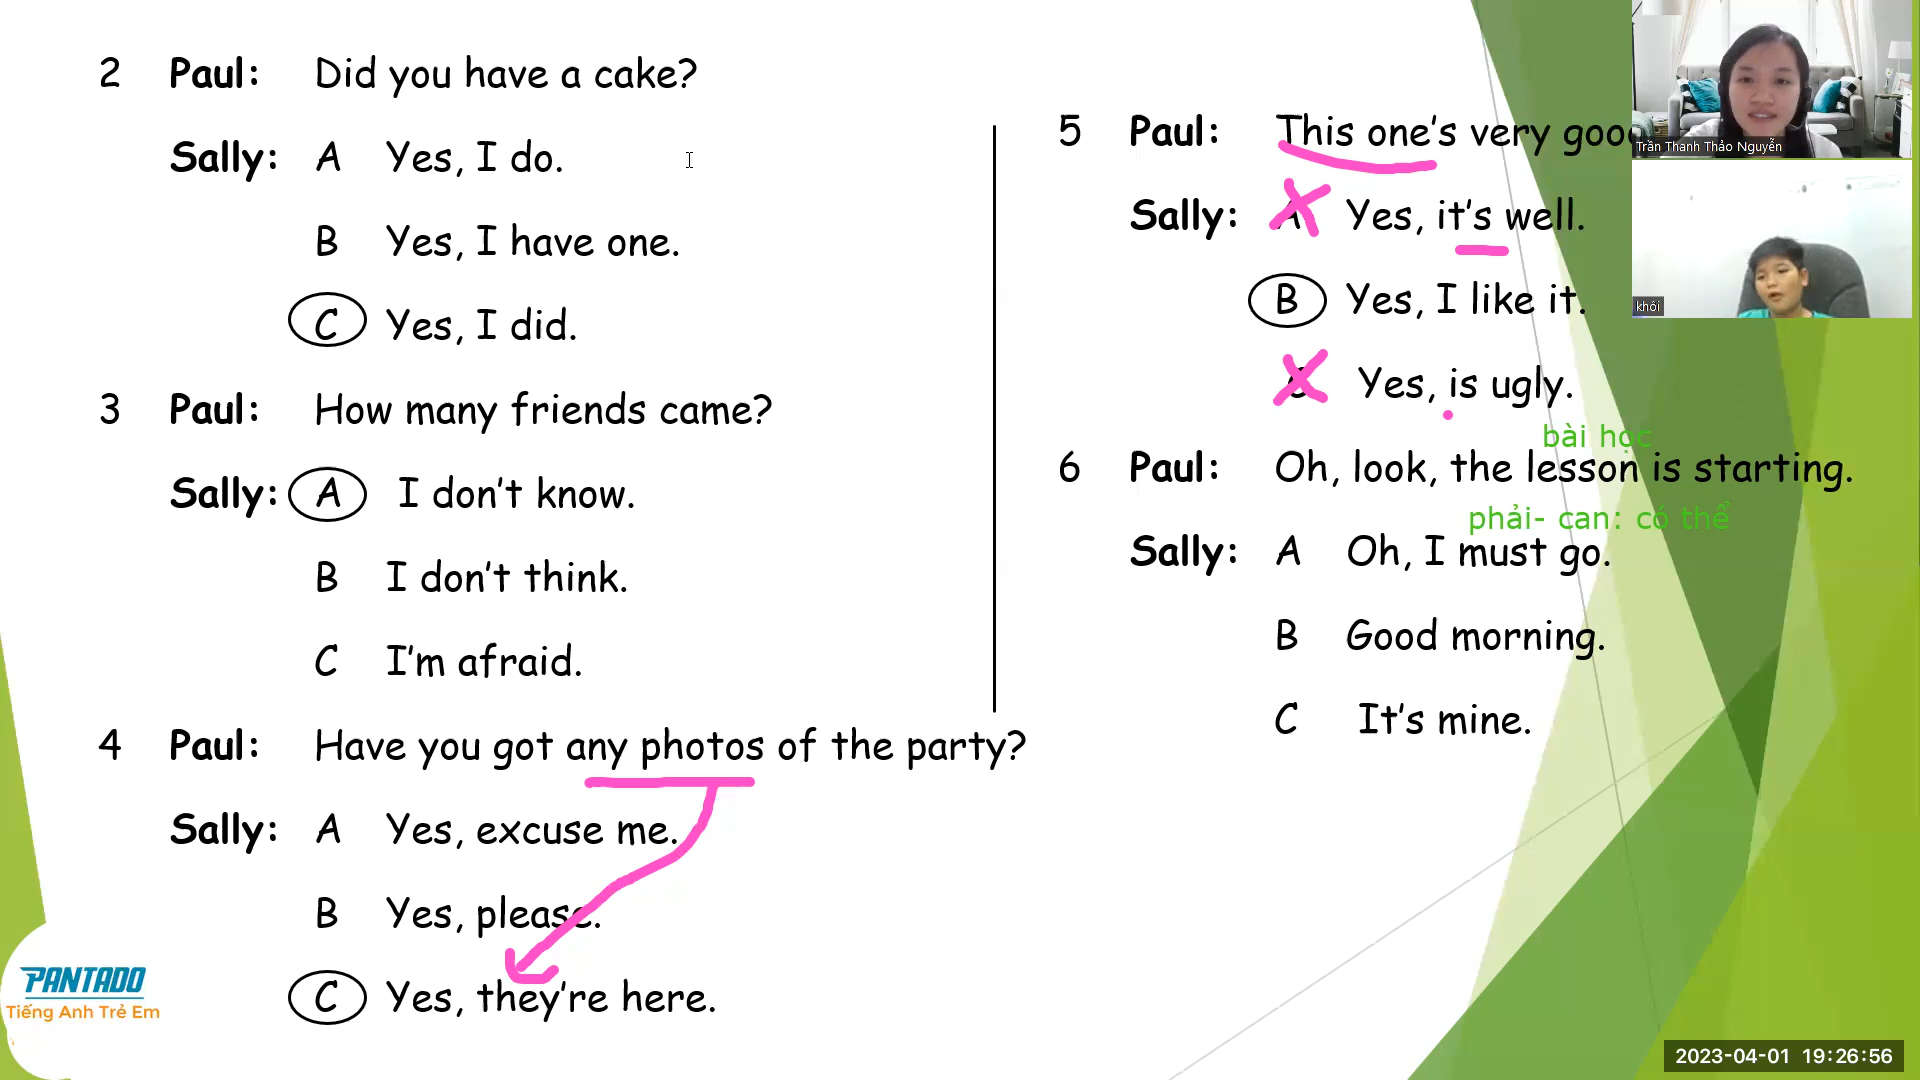 2 Paul: Did you have a cake?
Sally: A Yes, I do.
B Yes, I have one.
C Yes, I did.
3 Paul: How many friends came?
Sally: A I don't know.
B I don't think.
C I'm afraid.
4 Paul: Have you got any photos of the party?
Sally: A Yes, excuse me.
B Yes, please.
C Yes, they're here.
5 Paul: This one's very good
Sally: A Yes, it's well.
B Yes, I like it.
C Yes, is ugly.
bài học
6 Paul: Oh, look, the lesson is starting.
phải- can: có thể
Sally: A Oh, I must go.
B Good morning.
C It's mine.
Trần Thanh Thảo Nguyễn
khôi
PANTADO
Tiếng Anh Trẻ Em
2023-04-01 19:26:56